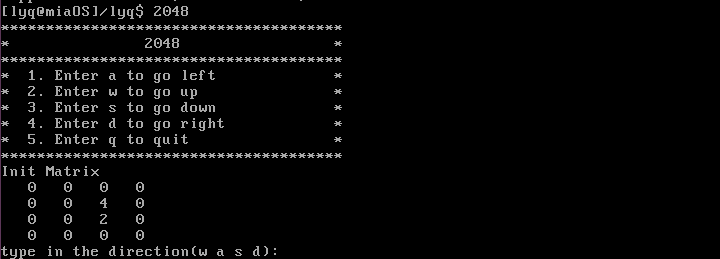 [lyq@miaOS]/lyq$ 2048
**************************************
*               2048                 *
**************************************
*  1. Enter a to go left             *
*  2. Enter w to go up               *
*  3. Enter s to go down             *
*  4. Enter d to go right            *
*  5. Enter q to quit                *
**************************************
Init Matrix
   0   0   0   0
   0   0   4   0
   0   0   2   0
   0   0   0   0
type in the direction(w a s d):